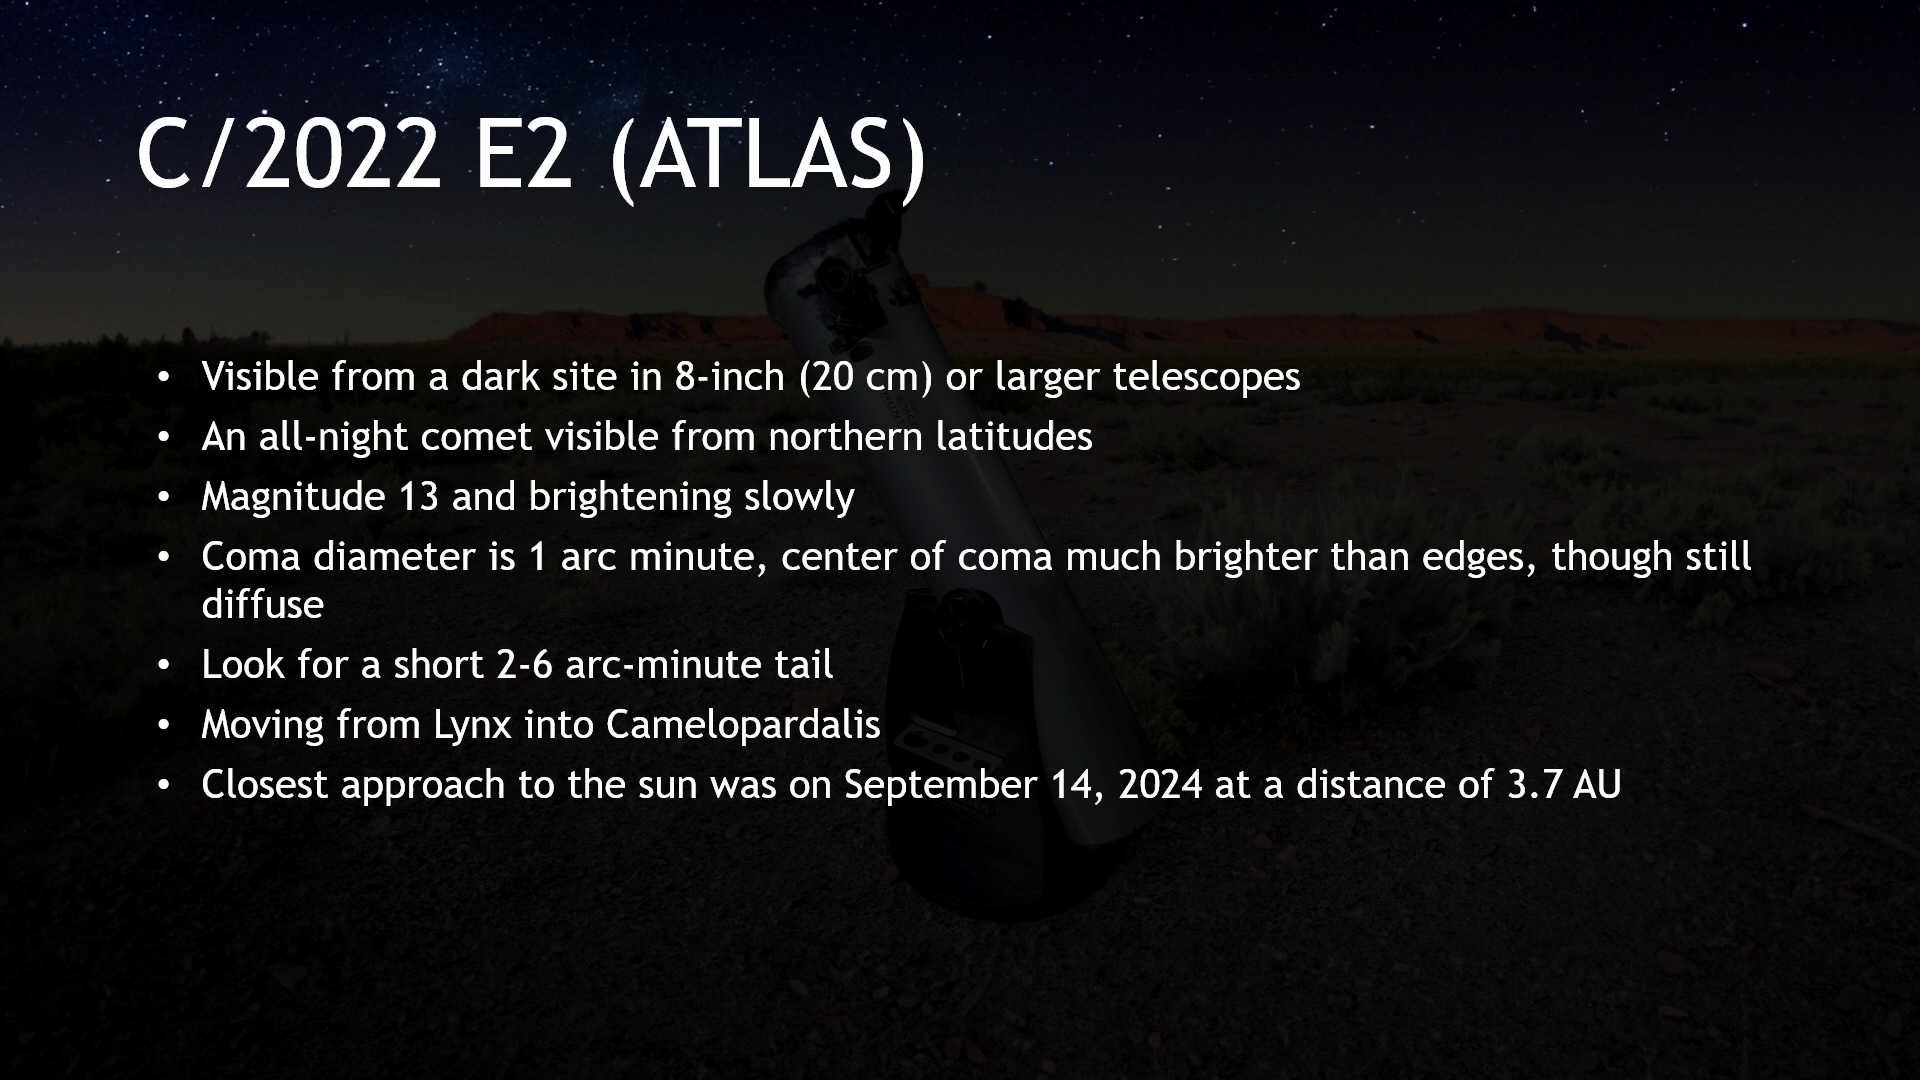 C/2022 E2 (ATLAS)
• Visible from a dark site in 8-inch (20 cm) or larger telescopes
• An all-night comet visible from northern latitudes
• Magnitude 13 and brightening slowly
• Coma diameter is 1 arc minute, center of coma much brighter than edges, though still
diffuse
• Look for a short 2-6 arc-minute tail
• Moving from Lynx into Camelopardalis
• Closest approach to the sun was on September 14, 2024 at a distance of 3.7 AU